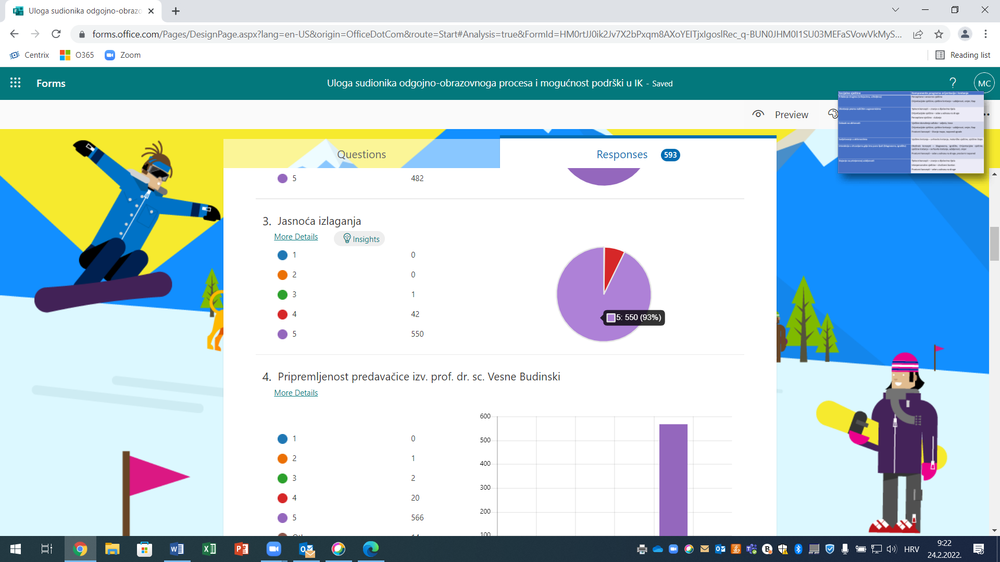 Uloga sudionika odgojno-obrazo
forms.office.com/Pages/DesignPage.aspx?lang=en-US&origin=OfficeDotCom&route=Start#Analysis=true&FormId=HM0rtJJ0ik2Jv7X2bPxqm8AXoYEITjxIgoslRec_q-BUN0JHM0I1SU03MEFaSVowVkMyS...
Centrix O365 Zoom Reading list
Forms Uloga sudionika odgojno-obrazovnoga procesa i mogućnost podrški u IK - Saved ? MC
Preview
Questions Responses 593
5 482
3. Jasnoća izlaganja
More Details Insights
1 0
2 0
3 1
4 42
5 550
5: 550 (93%)
4. Pripremljenost predavačice izv. prof. dr. sc. Vesne Budinski
More Details
1 0
2 1
3 2
4 20
5 566
600
500
400
300
200
100
HRV
9:22
24.2.2022.